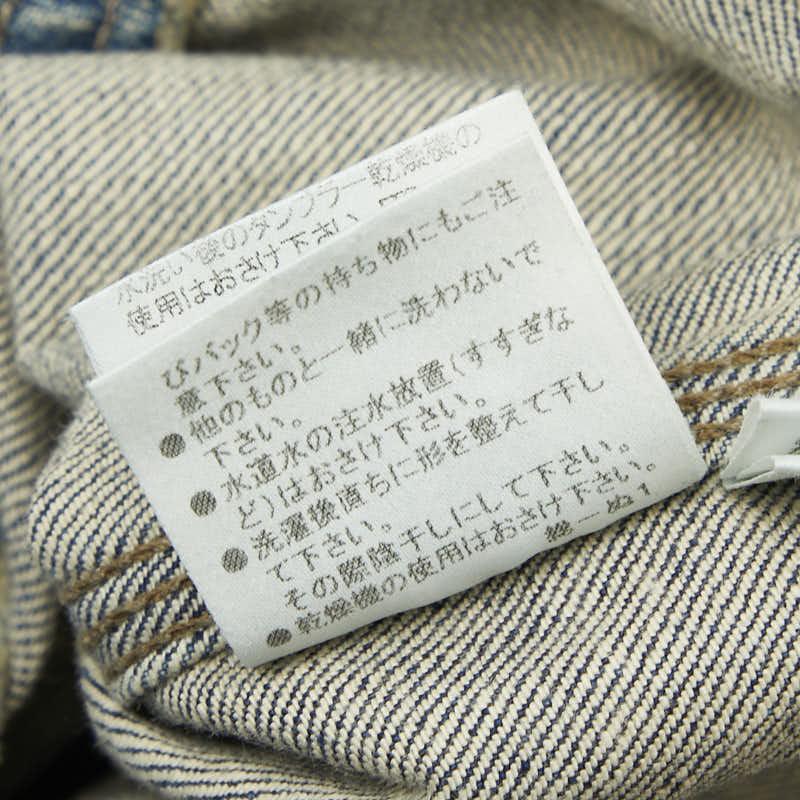 水洗い後のタンブラー乾燥機の
使用はおさけ下さい。
びバック等の持ち物にもご注
意下さい。
●他のものと一緒に洗わないで
下さい。
●水道水の注水放置(すすぎな
ど)はおさけ下さい。
●洗濯後直ちに形を整えて干し
て下さい。
その際陰干しにして下さい。
●乾燥機の使用はおさけ下さい。